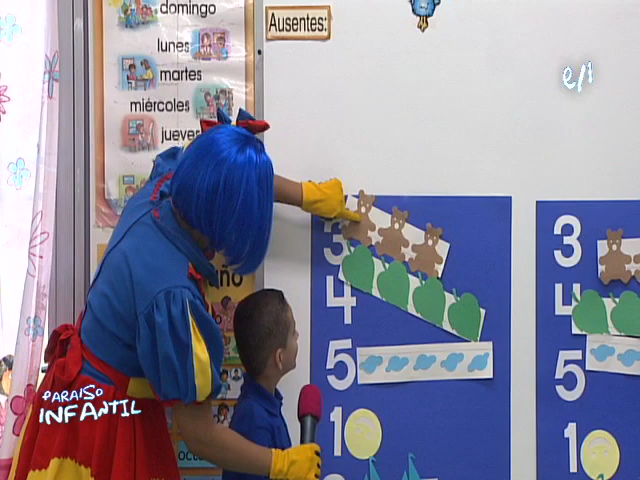 domingo
lunes
martes
miércoles
jueves
Ausentes:
e/1
3
4
5
1
3
4
5
1
PARAISO
INFANTIL